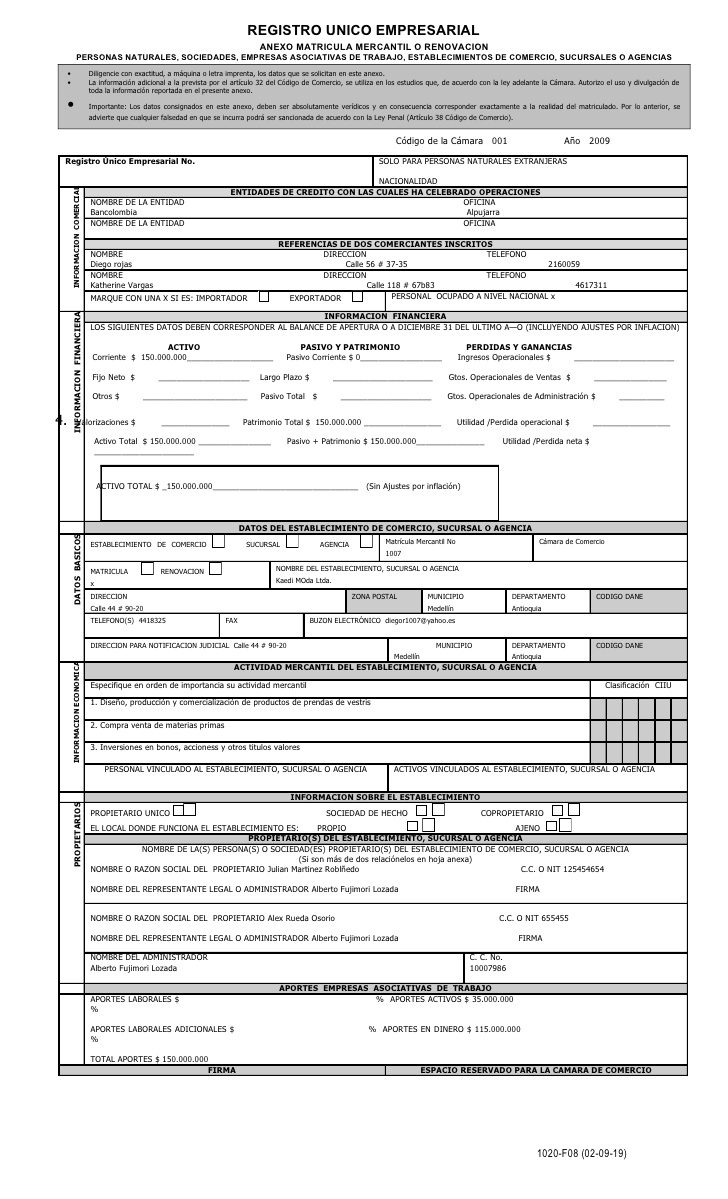 REGISTRO UNICO EMPRESARIAL
ANEXO MATRICULA MERCANTIL O RENOVACION
PERSONAS NATURALES, SOCIEDADES, EMPRESAS ASOCIATIVAS DE TRABAJO, ESTABLECIMIENTOS DE COMERCIO, SUCURSALES O AGENCIAS
• Diligencie con exactitud, a máquina o letra imprenta, los datos que se solicitan en este anexo.
• La información adicional a la prevista por el artículo 32 del Código de Comercio, se utiliza en los estudios que, de acuerdo con la ley adelante la Cámara. Autorizo el uso y divulgación de
toda la información reportada en el presente anexo.
• Importante: Los datos consignados en este anexo, deben ser absolutamente verídicos y en consecuencia corresponder exactamente a la realidad del matriculado. Por lo anterior, se
advierte que cualquier falsedad en que se incurra podrá ser sancionada de acuerdo con la Ley Penal (Artículo 38 Código de Comercio).
Código de la Cámara 001 Año 2009
Registro Único Empresarial No. SOLO PARA PERSONAS NATURALES EXTRANJERAS
NACIONALIDAD
INFORMACION COMERCIAL
ENTIDADES DE CREDITO CON LAS CUALES HA CELEBRADO OPERACIONES
NOMBRE DE LA ENTIDAD OFICINA
Bancolombia Alpujarra
NOMBRE DE LA ENTIDAD OFICINA
REFERENCIAS DE DOS COMERCIANTES INSCRITOS
NOMBRE DIRECCION TELEFONO
Diego rojas Calle 56 # 37-35 2160059
NOMBRE DIRECCION TELEFONO
Katherine Vargas Calle 118 # 67b83 4617311
MARQUE CON UNA X SI ES: IMPORTADOR EXPORTADOR PERSONAL OCUPADO A NIVEL NACIONAL x
INFORMACION FINANCIERA
INFORMACION FINANCIERA
LOS SIGUIENTES DATOS DEBEN CORRESPONDER AL BALANCE DE APERTURA O A DICIEMBRE 31 DEL ULTIMO A—O (INCLUYENDO AJUSTES POR INFLACION)
ACTIVO PASIVO Y PATRIMONIO PERDIDAS Y GANANCIAS
Corriente $ 150.000.000___________________ Pasivo Corriente $ 0__________________ Ingresos Operacionales $ ______________________
Fijo Neto $ ____________________ Largo Plazo $ ______________________ Gtos. Operacionales de Ventas $ _________________
Otros $ _______________________ Pasivo Total $ ____________________ Gtos. Operacionales de Administración $ __________
4. Valorizaciones $ _______________ Patrimonio Total $ 150.000.000 _________________ Utilidad /Perdida operacional $ _________________
Activo Total $ 150.000.000 ________________ Pasivo + Patrimonio $ 150.000.000_______________ Utilidad /Perdida neta $
______________________
ACTIVO TOTAL $ _150.000.000________________________________ (Sin Ajustes por inflación)
DATOS BASICOS
DATOS DEL ESTABLECIMIENTO DE COMERCIO, SUCURSAL O AGENCIA
ESTABLECIMIENTO DE COMERCIO SUCURSAL AGENCIA Matrícula Mercantil No Cámara de Comercio
1007
MATRICULA RENOVACION NOMBRE DEL ESTABLECIMIENTO, SUCURSAL O AGENCIA
x Kaedi MOda Ltda.
DIRECCION ZONA POSTAL MUNICIPIO DEPARTAMENTO CODIGO DANE
Calle 44 # 90-20 Medellín Antioquia
TELEFONO(S) 4418325 FAX BUZON ELECTRÓNICO diegor1007@yahoo.es
DIRECCION PARA NOTIFICACION JUDICIAL Calle 44 # 90-20 MUNICIPIO DEPARTAMENTO CODIGO DANE
Medellín Antioquia
INFORMACION ECONOMICA
ACTIVIDAD MERCANTIL DEL ESTABLECIMIENTO, SUCURSAL O AGENCIA
Especifique en orden de importancia su actividad mercantil Clasificación CIIU
1. Diseño, producción y comercialización de productos de prendas de vestris
2. Compra venta de materias primas
3. Inversiones en bonos, accioness y otros titulos valores
PERSONAL VINCULADO AL ESTABLECIMIENTO, SUCURSAL O AGENCIA ACTIVOS VINCULADOS AL ESTABLECIMIENTO, SUCURSAL O AGENCIA
PROPIETARIOS
INFORMACION SOBRE EL ESTABLECIMIENTO
PROPIETARIO UNICO SOCIEDAD DE HECHO COPROPIETARIO
EL LOCAL DONDE FUNCIONA EL ESTABLECIMIENTO ES: PROPIO AJENO
PROPIETARIO(S) DEL ESTABLECIMIENTO, SUCURSAL O AGENCIA
NOMBRE DE LA(S) PERSONA(S) O SOCIEDAD(ES) PROPIETARIO(S) DEL ESTABLECIMIENTO DE COMERCIO, SUCURSAL O AGENCIA
(Si son más de dos relaciónelos en hoja anexa)
NOMBRE O RAZON SOCIAL DEL PROPIETARIO Julian Martinez Roblñedo C.C. O NIT 125454654
NOMBRE DEL REPRESENTANTE LEGAL O ADMINISTRADOR Alberto Fujimori Lozada FIRMA
NOMBRE O RAZON SOCIAL DEL PROPIETARIO Alex Rueda Osorio C.C. O NIT 655455
NOMBRE DEL REPRESENTANTE LEGAL O ADMINISTRADOR Alberto Fujimori Lozada FIRMA
NOMBRE DEL ADMINISTRADOR C. C. No.
Alberto Fujimori Lozada 10007986
APORTES EMPRESAS ASOCIATIVAS DE TRABAJO
APORTES LABORALES $ % APORTES ACTIVOS $ 35.000.000
%
APORTES LABORALES ADICIONALES $ % APORTES EN DINERO $ 115.000.000
%
TOTAL APORTES $ 150.000.000
FIRMA ESPACIO RESERVADO PARA LA CAMARA DE COMERCIO
1020-F08 (02-09-19)